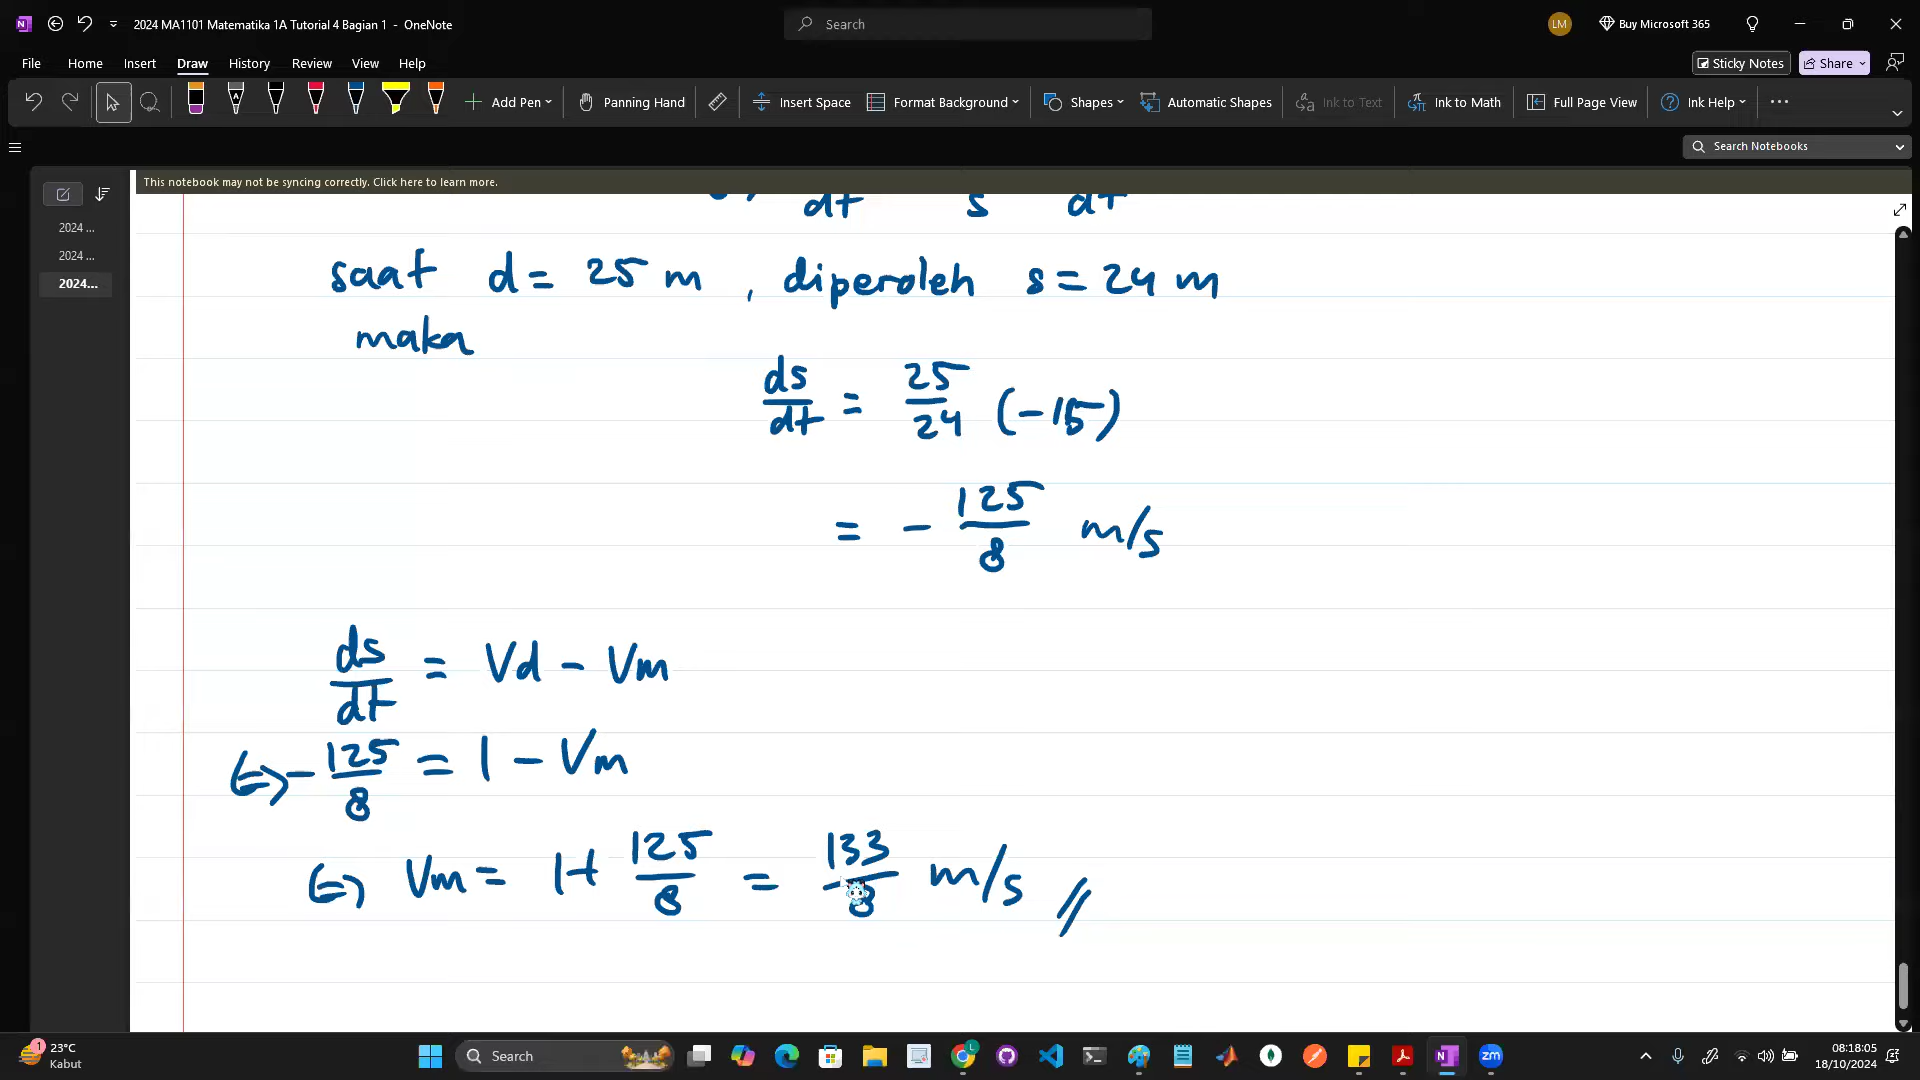 2024 MA1101 Matematika 1A Tutorial 4 Bagian 1 - OneNote
Search
LM
Buy Microsoft 365
File Home Insert Draw History Review View Help
Sticky Notes
Share
Add Pen
Panning Hand
Insert Space
Format Background
Shapes
Automatic Shapes
Ink to Text
Ink to Math
Full Page View
Ink Help
Search Notebooks
This notebook may not be syncing correctly. Click here to learn more.
2024 ...
2024 ...
2024...
dt s dt
saat d = 25 m , diperoleh s = 24 m
maka
ds/dt = 25/24 (-15)
= - 125/8 m/s
ds/dt = Vd - Vm
<=> - 125/8 = 1 - Vm
<=> Vm = 1 + 125/8 = 133/8 m/s //
1
23°C
Kabut
Search
zm
08:18:05
18/10/2024